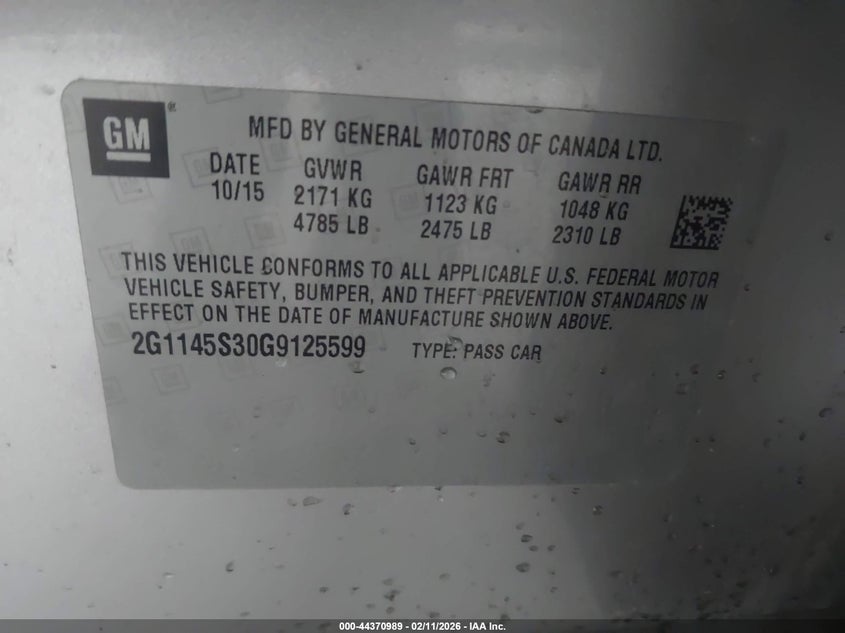 GM
®
MFD BY GENERAL MOTORS OF CANADA LTD.
DATE GVWR GAWR FRT GAWR RR
10/15 2171 KG 1123 KG 1048 KG
4785 LB 2475 LB 2310 LB
THIS VEHICLE CONFORMS TO ALL APPLICABLE U.S. FEDERAL MOTOR
VEHICLE SAFETY, BUMPER, AND THEFT PREVENTION STANDARDS IN
EFFECT ON THE DATE OF MANUFACTURE SHOWN ABOVE.
2G1145S30G9125599 TYPE: PASS CAR
000-44370989 - 02/11/2026 - IAA Inc.